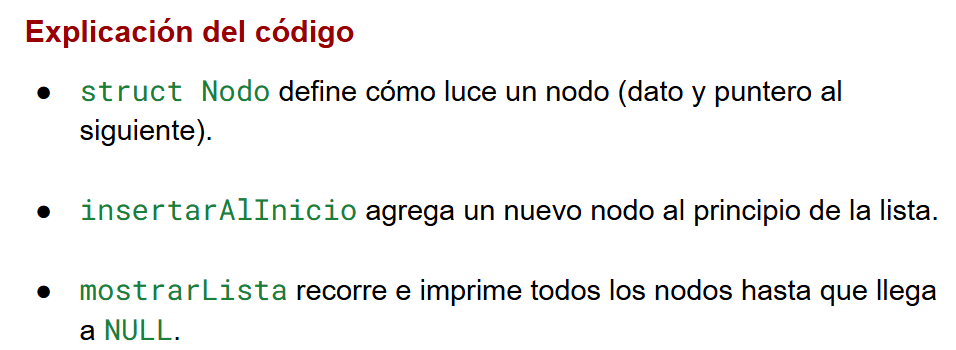 Explicación del código
● struct Nodo define cómo luce un nodo (dato y puntero al
siguiente).
● insertarAlInicio agrega un nuevo nodo al principio de la lista.
● mostrarLista recorre e imprime todos los nodos hasta que llega
a NULL.